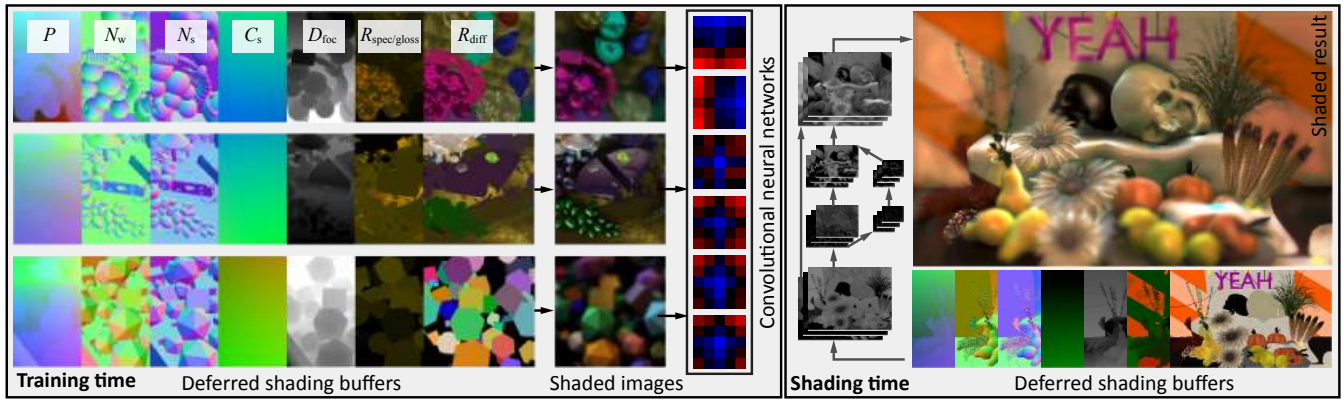 P N_w N_s C_s D_foc R_spec/gloss R_diff
Convolutional neural networks
Training time Deferred shading buffers Shaded images
YEAH
Shaded result
YEAH
Shading time Deferred shading buffers